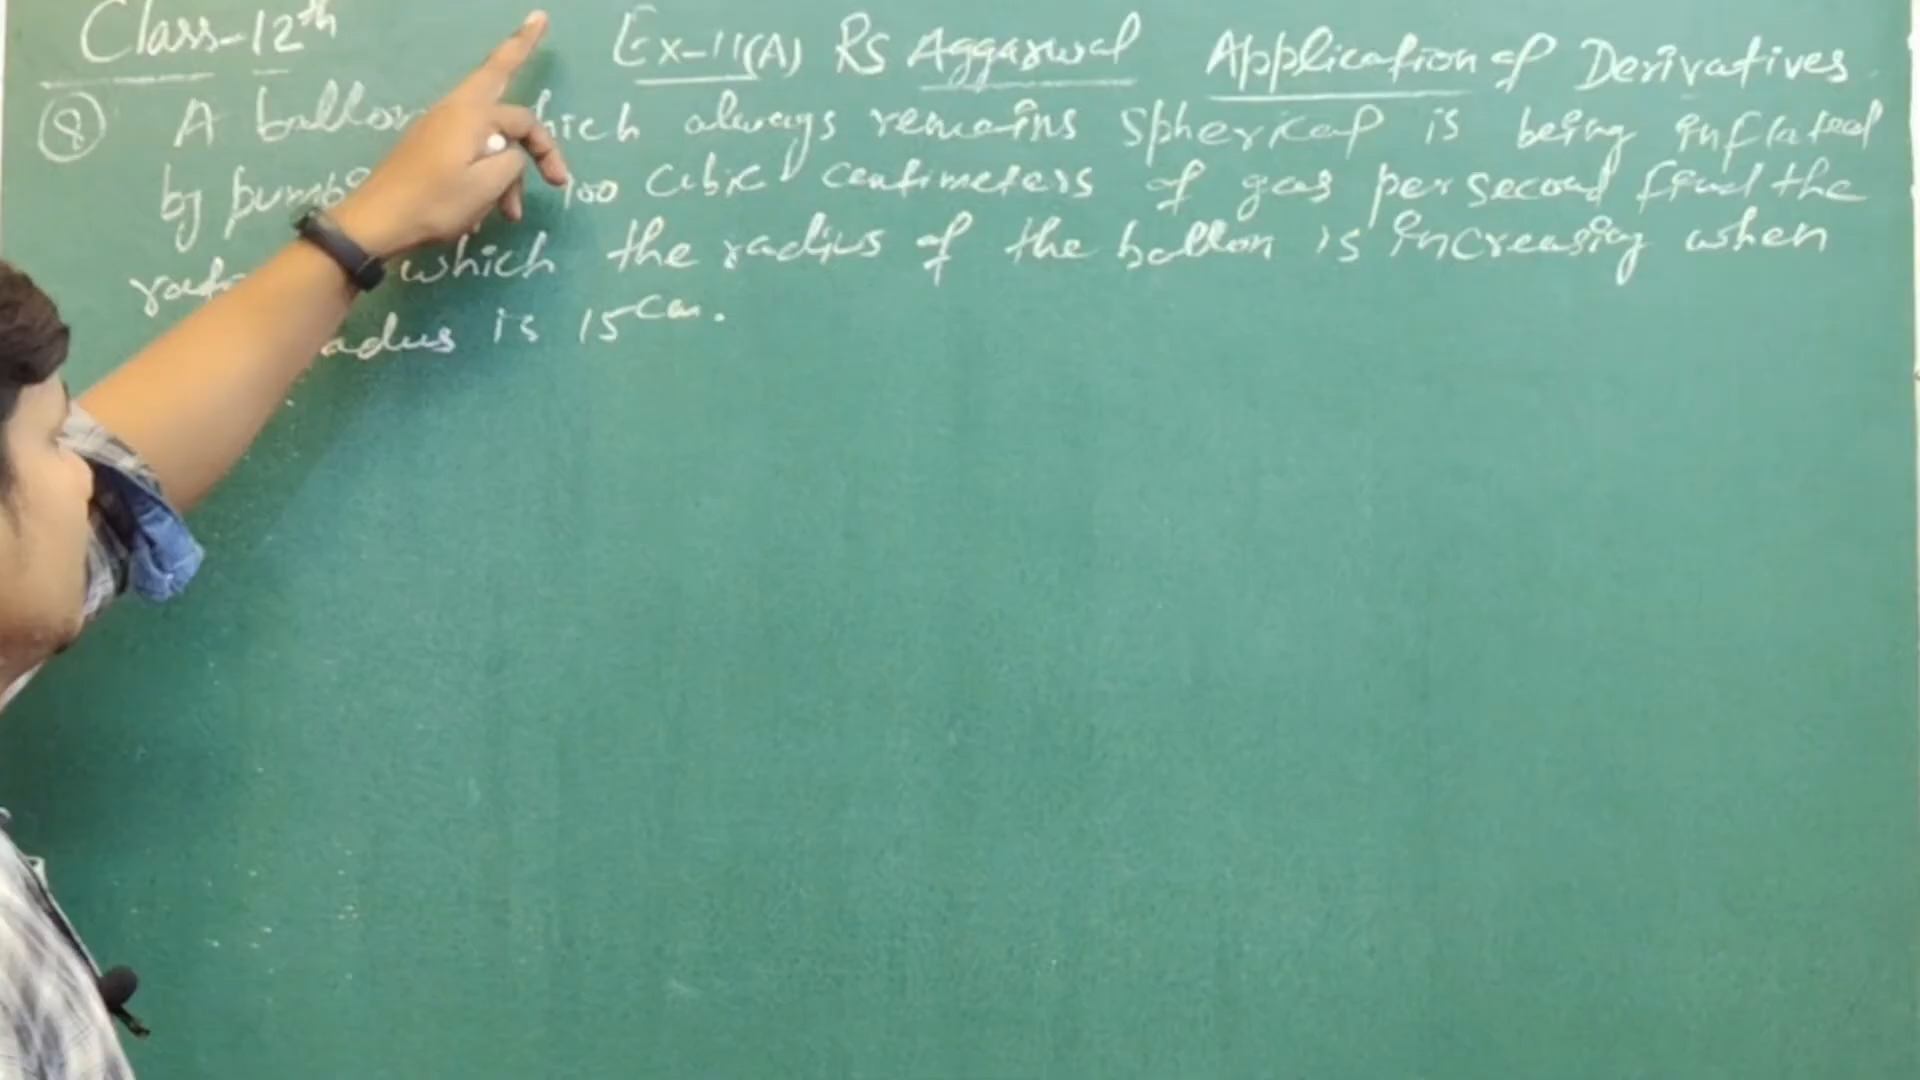 Class-12th Ex-11(A) RS Aggarwal Application of Derivatives
8 A ballon which always remains Spherical is being inflated
by 900 Cubic centimeters of gas per second find the
which the radius of the ballon is increasing when
radus is 15cm.